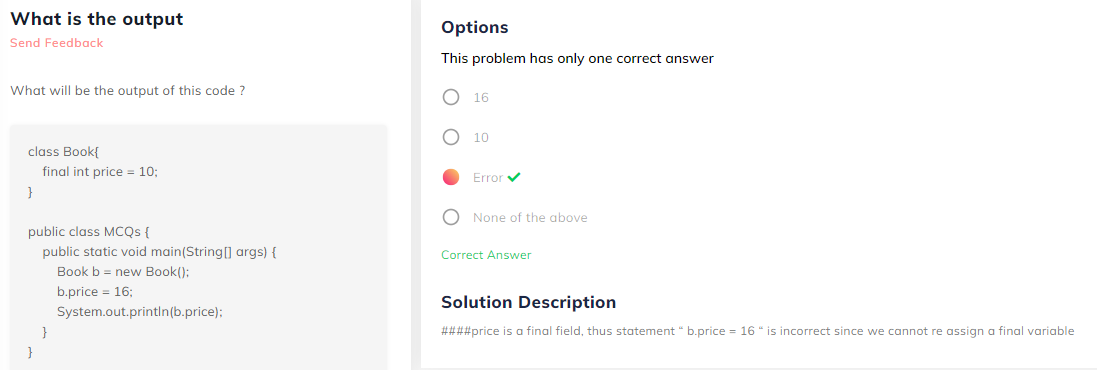 What is the output
Send Feedback
What will be the output of this code ?
class Book{
final int price = 10;
}
public class MCQs {
public static void main(String[] args) {
Book b = new Book();
b.price = 16;
System.out.println(b.price);
}
}
Options
This problem has only one correct answer
16
10
Error
None of the above
Correct Answer
Solution Description
####price is a final field, thus statement “ b.price = 16 “ is incorrect since we cannot re assign a final variable